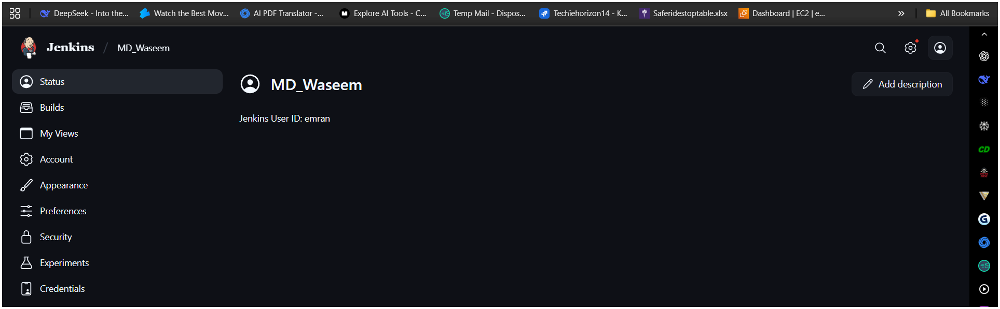 DeepSeek - Into the... Watch the Best Mov... AI PDF Translator -... Explore AI Tools - C... Temp Mail - Dispos... Techiehorizon14 - K... Saferidestoptable.xlsx Dashboard | EC2 | e... » All Bookmarks
Jenkins / MD_Waseem
Status
Builds
My Views
Account
Appearance
Preferences
Security
Experiments
Credentials
MD_Waseem
Add description
Jenkins User ID: emran
CD